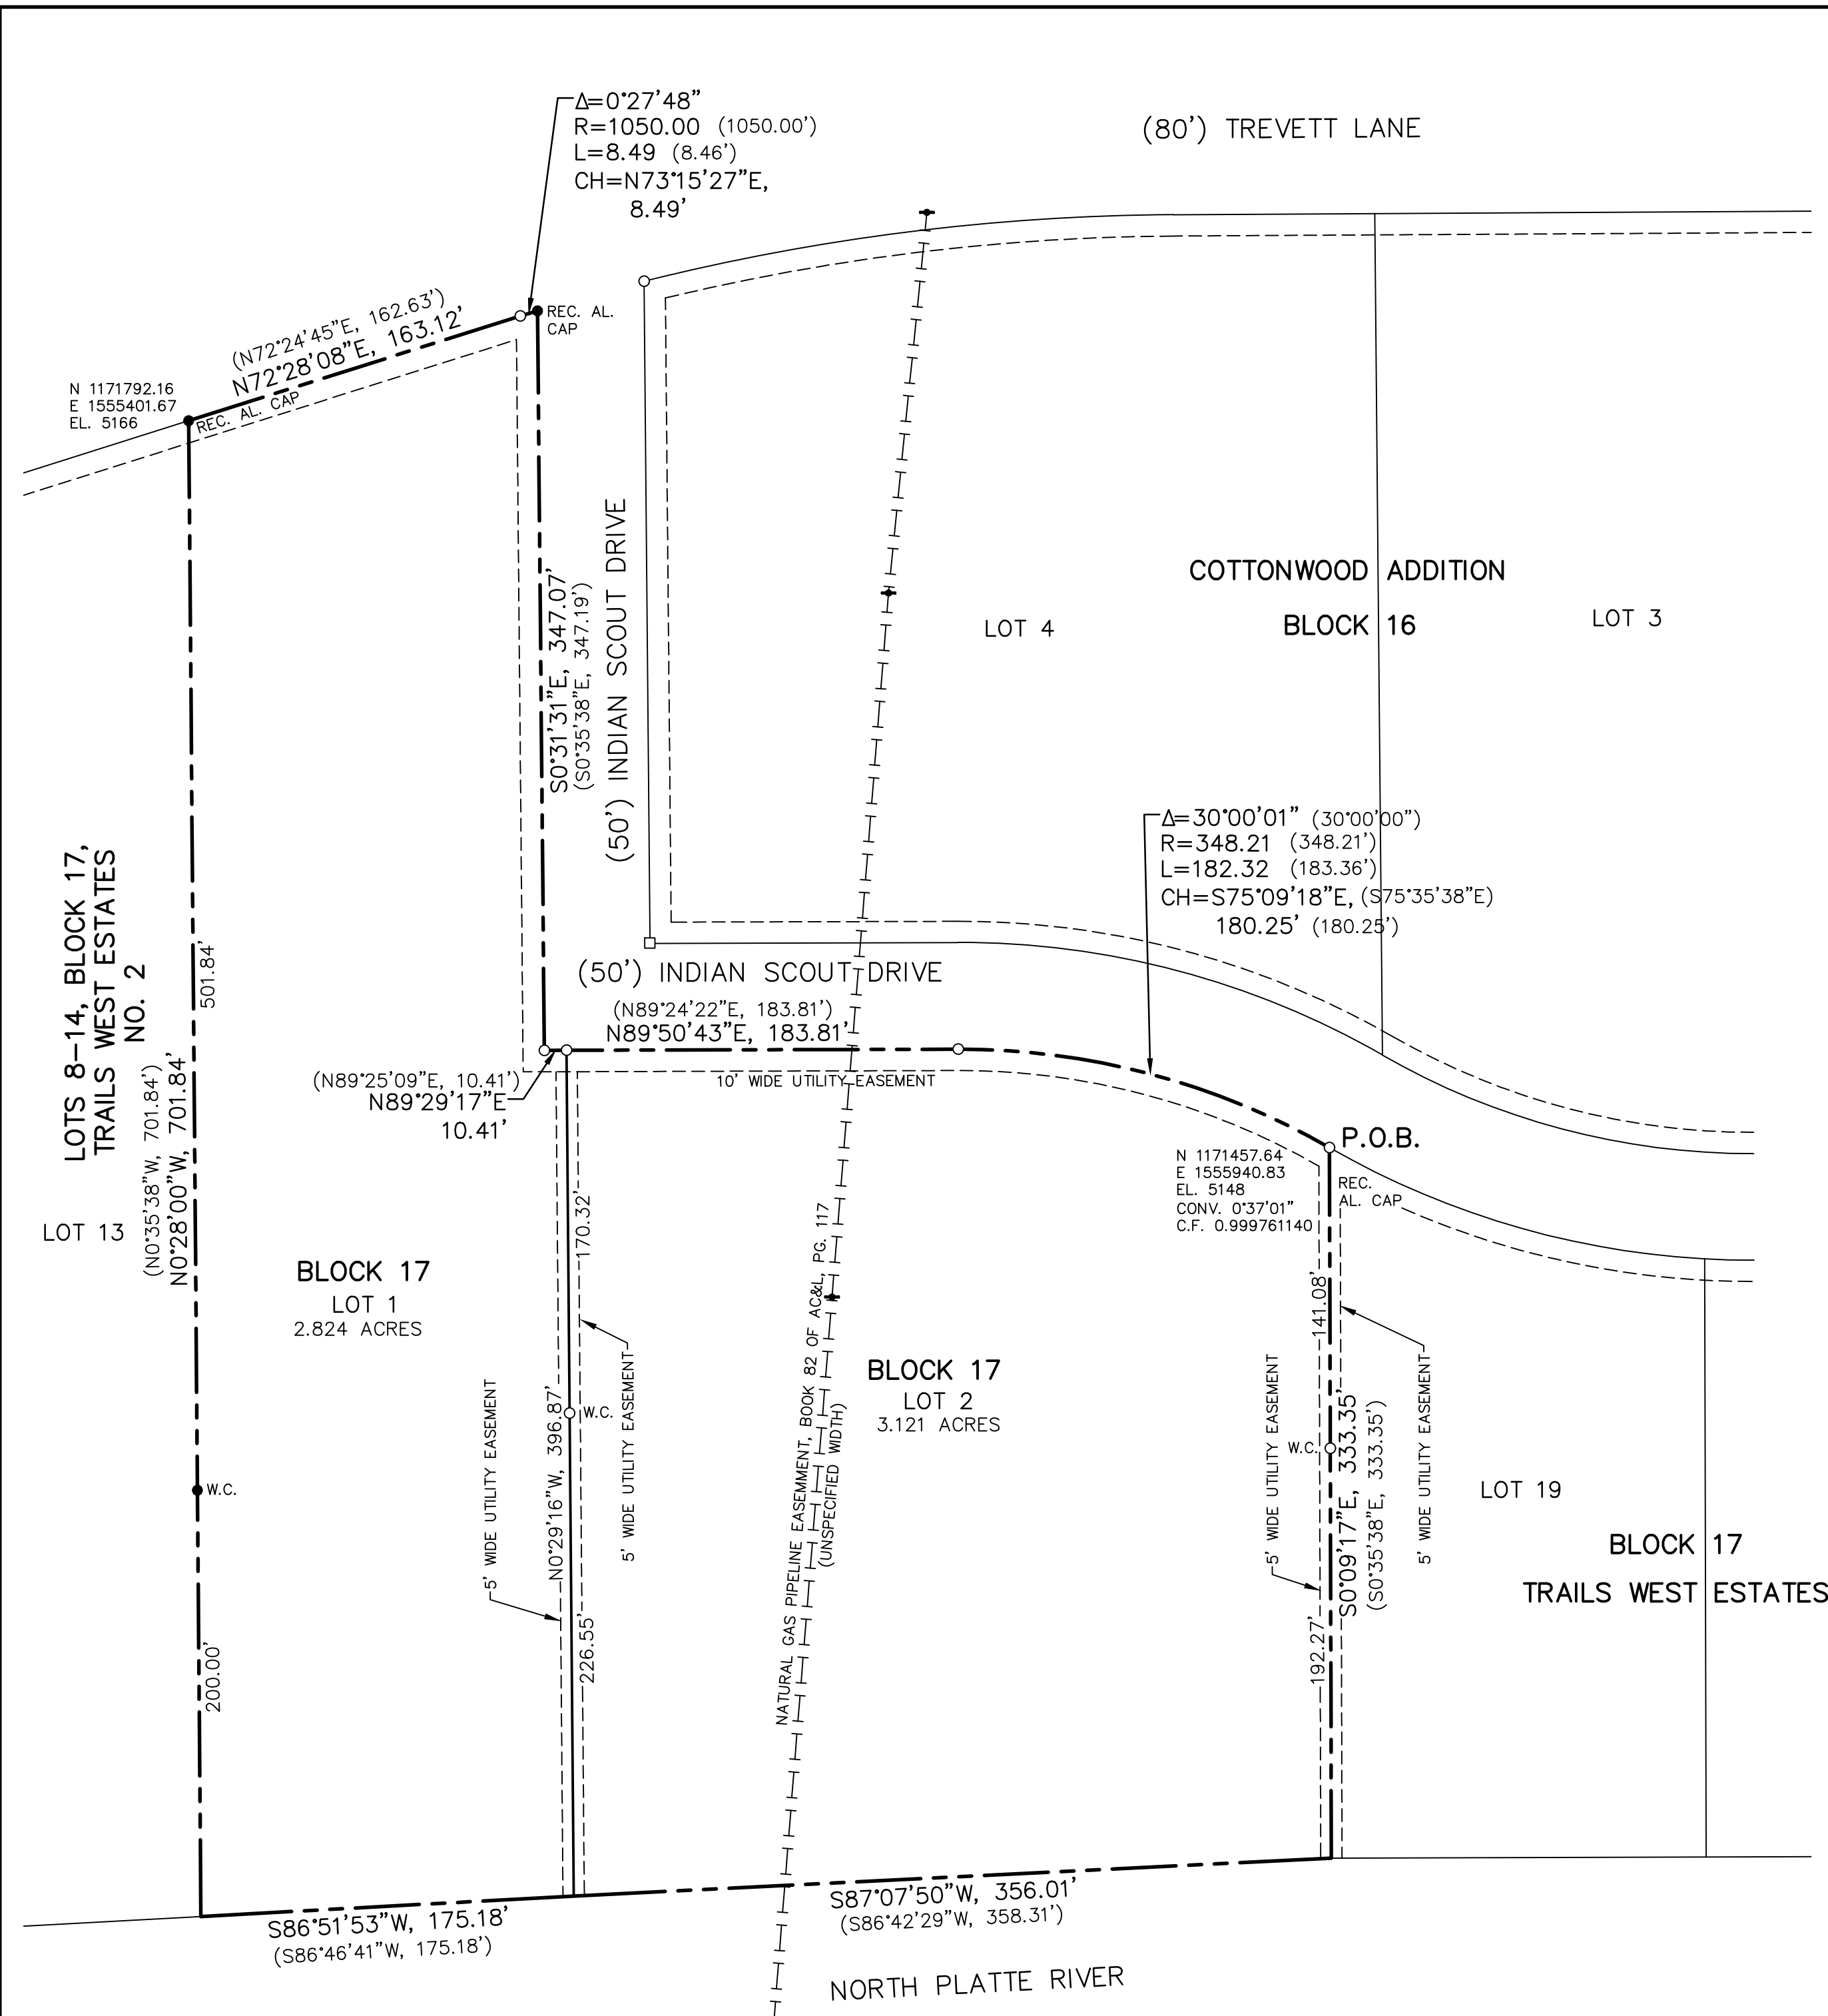 Δ=0°27'48"
R=1050.00 (1050.00')
L=8.49 (8.46')
CH=N73°15'27"E,
8.49'
(80') TREVETT LANE
(N72°24'45"E, 162.63')
N72°28'08"E, 163.12'
REC. AL. CAP
REC. AL.
CAP
N 1171792.16
E 1555401.67
EL. 5166
S0°31'31"E, 347.07'
(S0°35'38"E, 347.19')
(50') INDIAN SCOUT DRIVE
LOT 4
COTTONWOOD ADDITION
BLOCK 16
LOT 3
Δ=30°00'01" (30°00'00")
R=348.21 (348.21')
L=182.32 (183.36')
CH=S75°09'18"E, (S75°35'38"E)
180.25' (180.25')
LOTS 8-14, BLOCK 17,
TRAILS WEST ESTATES
NO. 2
501.84'
(N0°35'38"W, 701.84')
N0°28'00"W, 701.84'
LOT 13
(50') INDIAN SCOUT DRIVE
(N89°24'22"E, 183.81')
N89°50'43"E, 183.81'
10' WIDE UTILITY EASEMENT
(N89°25'09"E, 10.41')
N89°29'17"E
10.41'
P.O.B.
N 1171457.64
E 1555940.83
EL. 5148
CONV. 0°37'01"
C.F. 0.999761140
REC.
AL. CAP
170.32'
BLOCK 17
LOT 1
2.824 ACRES
W.C.
200.00'
5' WIDE UTILITY EASEMENT
N0°29'16"W, 396.87'
W.C.
226.55'
5' WIDE UTILITY EASEMENT
NATURAL GAS PIPELINE EASEMMENT, BOOK 82 OF AC&L, PG. 117
(UNSPECIFIED WIDTH)
BLOCK 17
LOT 2
3.121 ACRES
141.08'
5' WIDE UTILITY EASEMENT
W.C.
S0°09'17"E, 333.35'
(S0°35'38"E, 333.35')
192.27'
5' WIDE UTILITY EASEMENT
LOT 19
BLOCK 17
TRAILS WEST ESTATES
S86°51'53"W, 175.18'
(S86°46'41"W, 175.18')
S87°07'50"W, 356.01'
(S86°42'29"W, 358.31')
NORTH PLATTE RIVER